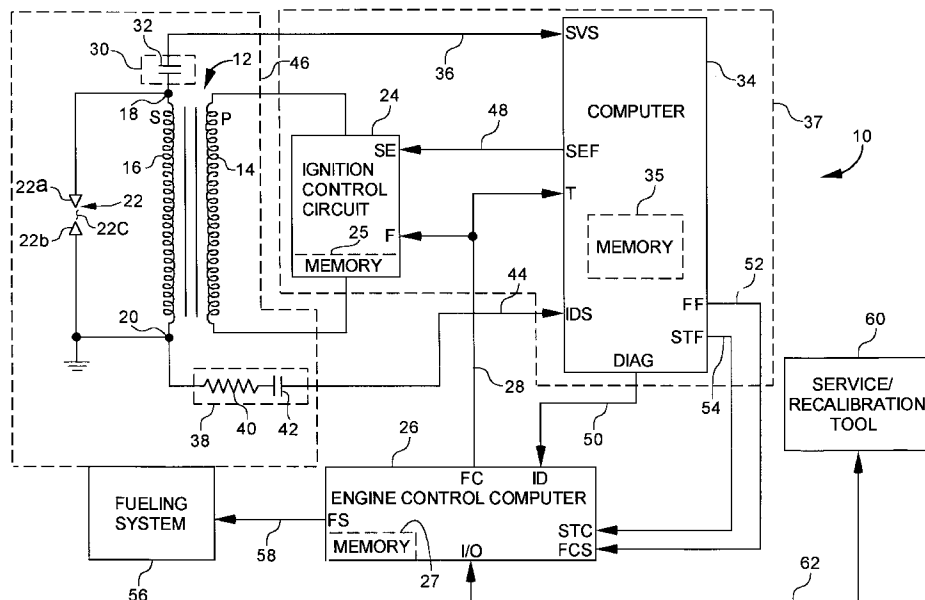 32
30
12
46
36
SVS
34
18
S
P
24
48
COMPUTER
37
16
14
SE
SEF
10
22a
22
22C
22b
IGNITION
CONTROL
CIRCUIT
T
35
25
F
MEMORY
MEMORY
44
52
20
IDS
FF
STF
60
DIAG
28
54
SERVICE/
RECALIBRATION
TOOL
38
40
42
50
26
FC
ID
FUELING
SYSTEM
ENGINE CONTROL COMPUTER
FS
58
STC
MEMORY
I/O
FCS
56
27
62